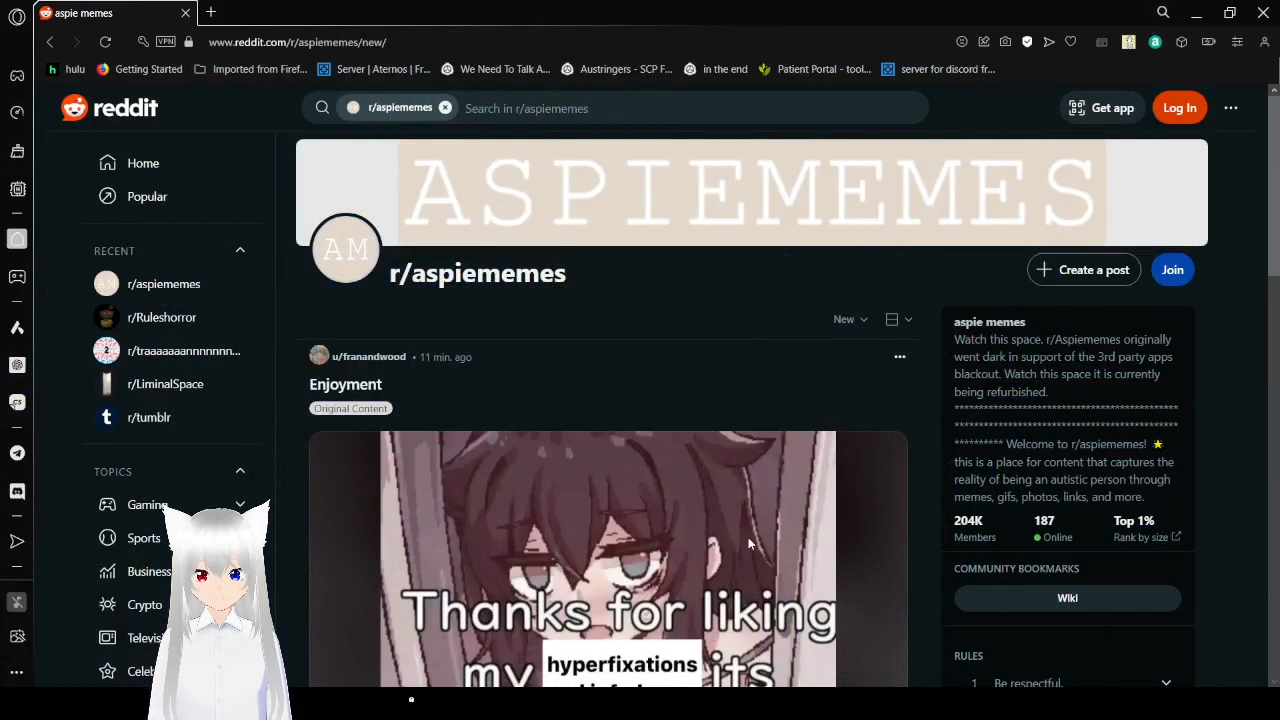 aspie memes
VPN
www.reddit.com/r/aspiememes/new/
hulu
Getting Started
Imported from Firef...
Server | Aternos | Fr...
We Need To Talk A...
Austringers - SCP F...
in the end
Patient Portal - tool...
server for discord fr...
reddit
r/aspiememes
Search in r/aspiememes
Get app
Log In
Home
Popular
RECENT
r/aspiememes
r/Ruleshorror
r/traaaaaaannnnnnn...
r/LiminalSpace
r/tumblr
TOPICS
Gaming
Sports
Business
Crypto
Televi
Celeb
ASPIEMEMES
AM
r/aspiememes
Create a post
Join
New
u/franandwood • 11 min. ago
Enjoyment
Original Content
Thanks for liking
my hyperfixations its
aspie memes
Watch this space. r/Aspiememes originally
went dark in support of the 3rd party apps
blackout. Watch this space it is currently
being refurbished.
**********************************************
**********************************************
********** Welcome to r/aspiememes! 🌟
this is a place for content that captures the
reality of being an autistic person through
memes, gifs, photos, links, and more.
204K
Members
187
Online
Top 1%
Rank by size
COMMUNITY BOOKMARKS
Wiki
RULES
1 Be respectful.